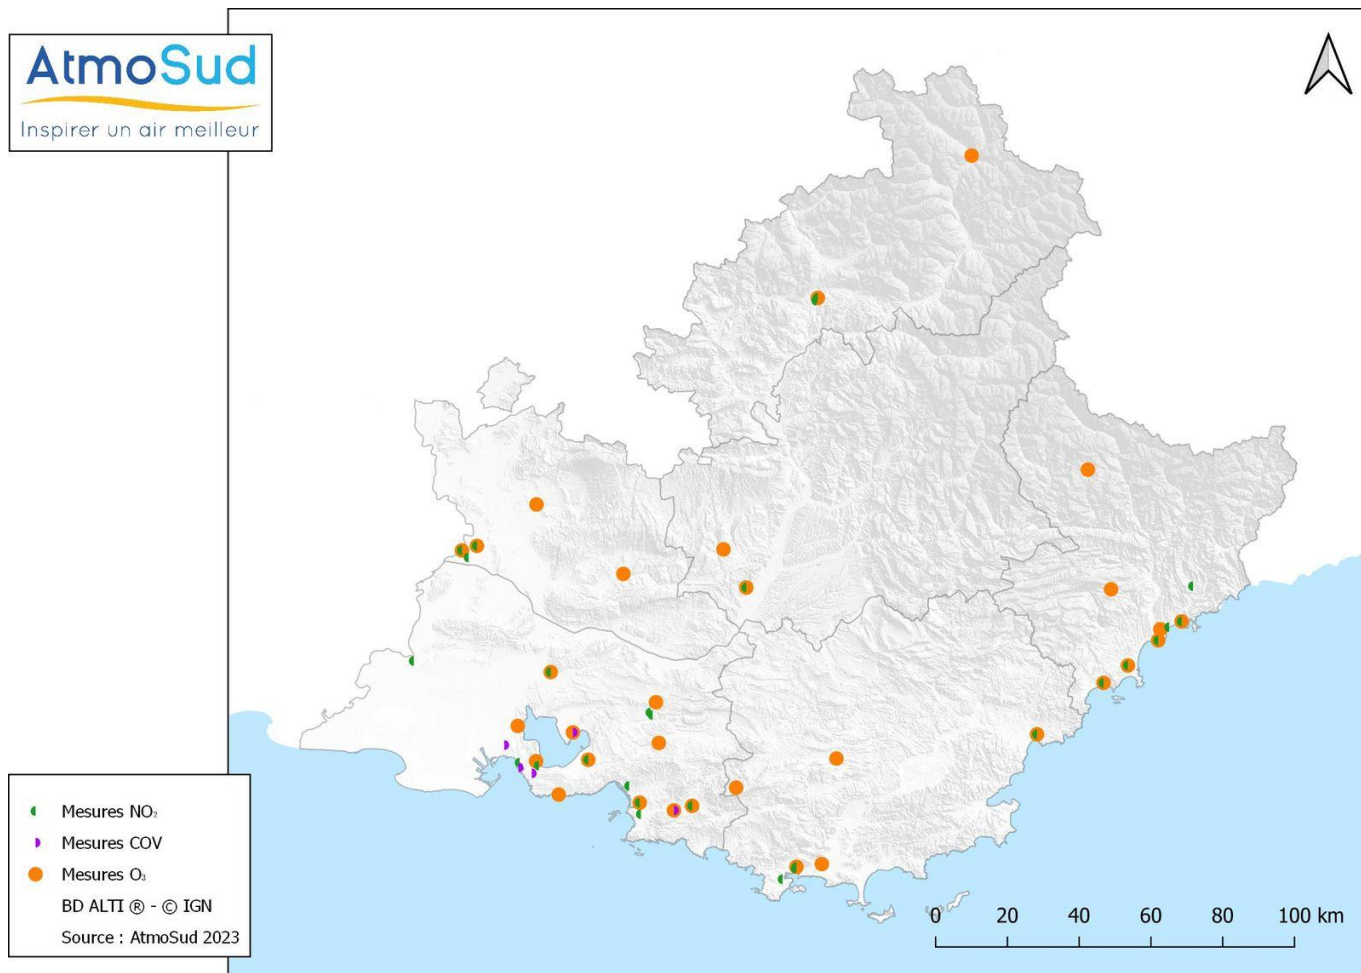 AtmoSud
Inspirer un air meilleur
Mesures NO₂
Mesures COV
Mesures O₃
BD ALTI ® - © IGN
Source : AtmoSud 2023
0 20 40 60 80 100 km